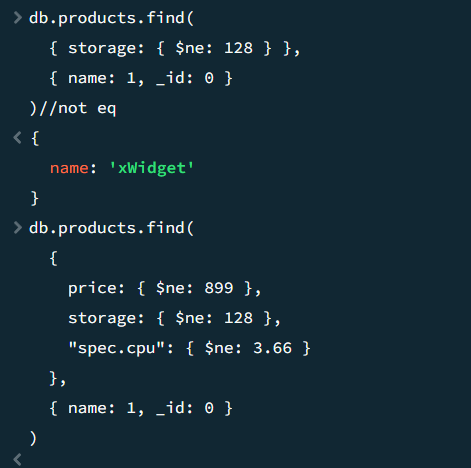 > db.products.find(
{ storage: { $ne: 128 } },
{ name: 1, _id: 0 }
)//not eq
< {
name: 'xWidget'
}
> db.products.find(
{
price: { $ne: 899 },
storage: { $ne: 128 },
"spec.cpu": { $ne: 3.66 }
},
{ name: 1, _id: 0 }
)
<